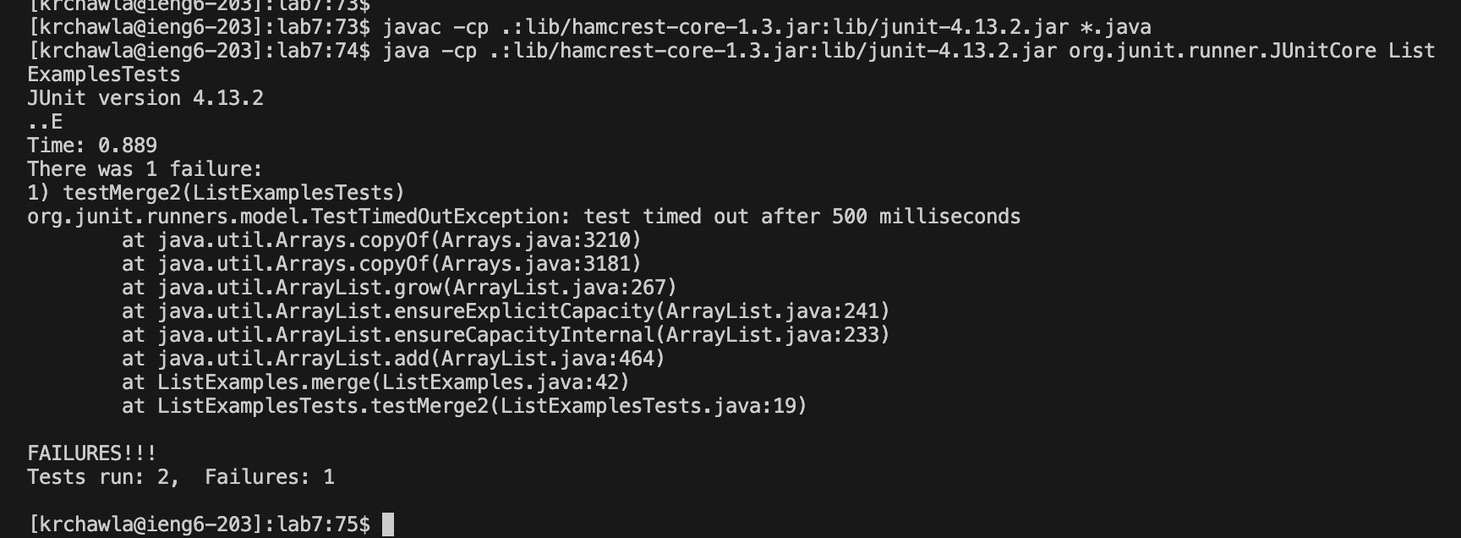 [krchawla@ieng6-203]:lab7:73$
[krchawla@ieng6-203]:lab7:73$ javac -cp .:lib/hamcrest-core-1.3.jar:lib/junit-4.13.2.jar *.java
[krchawla@ieng6-203]:lab7:74$ java -cp .:lib/hamcrest-core-1.3.jar:lib/junit-4.13.2.jar org.junit.runner.JUnitCore List
ExamplesTests
JUnit version 4.13.2
..E
Time: 0.889
There was 1 failure:
1) testMerge2(ListExamplesTests)
org.junit.runners.model.TestTimedOutException: test timed out after 500 milliseconds
        at java.util.Arrays.copyOf(Arrays.java:3210)
        at java.util.Arrays.copyOf(Arrays.java:3181)
        at java.util.ArrayList.grow(ArrayList.java:267)
        at java.util.ArrayList.ensureExplicitCapacity(ArrayList.java:241)
        at java.util.ArrayList.ensureCapacityInternal(ArrayList.java:233)
        at java.util.ArrayList.add(ArrayList.java:464)
        at ListExamples.merge(ListExamples.java:42)
        at ListExamplesTests.testMerge2(ListExamplesTests.java:19)
FAILURES!!!
Tests run: 2,  Failures: 1
[krchawla@ieng6-203]:lab7:75$